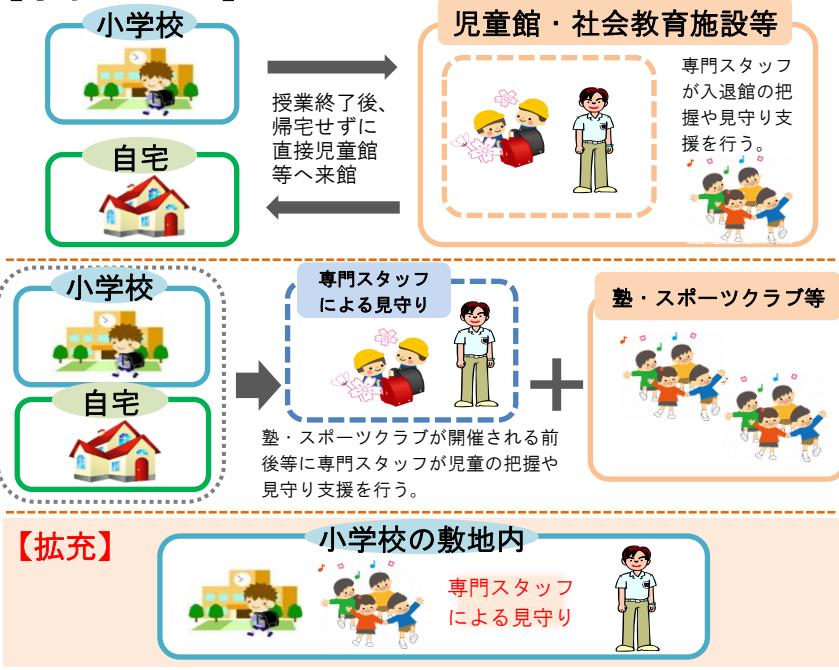 小学校
児童館・社会教育施設等
専門スタッフ
が入退館の把
握や見守り支
援を行う。
授業終了後、
帰宅せずに
直接児童館
等へ来館
自宅
小学校
自宅
専門スタッフ
による見守り
塾・スポーツクラブ等
塾・スポーツクラブが開催される前
後等に専門スタッフが児童の把握や
見守り支援を行う。
【拡充】
小学校の敷地内
専門スタッフ
による見守り